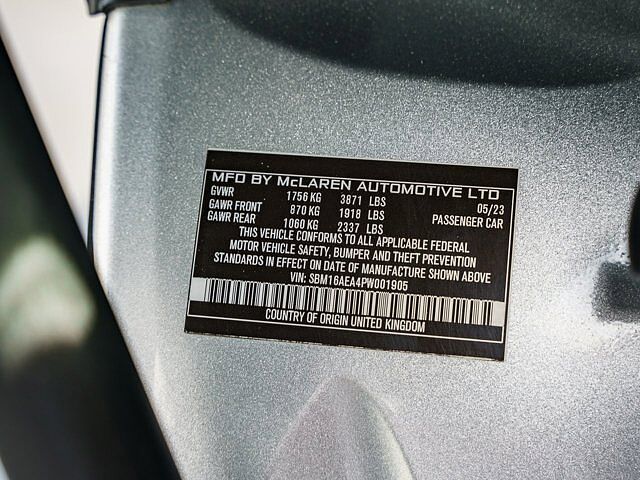 MFD BY McLAREN AUTOMOTIVE LTD
GVWR 1756 KG 3871 LBS 05/23
GAWR FRONT 870 KG 1918 LBS PASSENGER CAR
GAWR REAR 1060 KG 2337 LBS
THIS VEHICLE CONFORMS TO ALL APPLICABLE FEDERAL
MOTOR VEHICLE SAFETY, BUMPER AND THEFT PREVENTION
STANDARDS IN EFFECT ON DATE OF MANUFACTURE SHOWN ABOVE
VIN: SBM16AEA4PW001905
COUNTRY OF ORIGIN UNITED KINGDOM